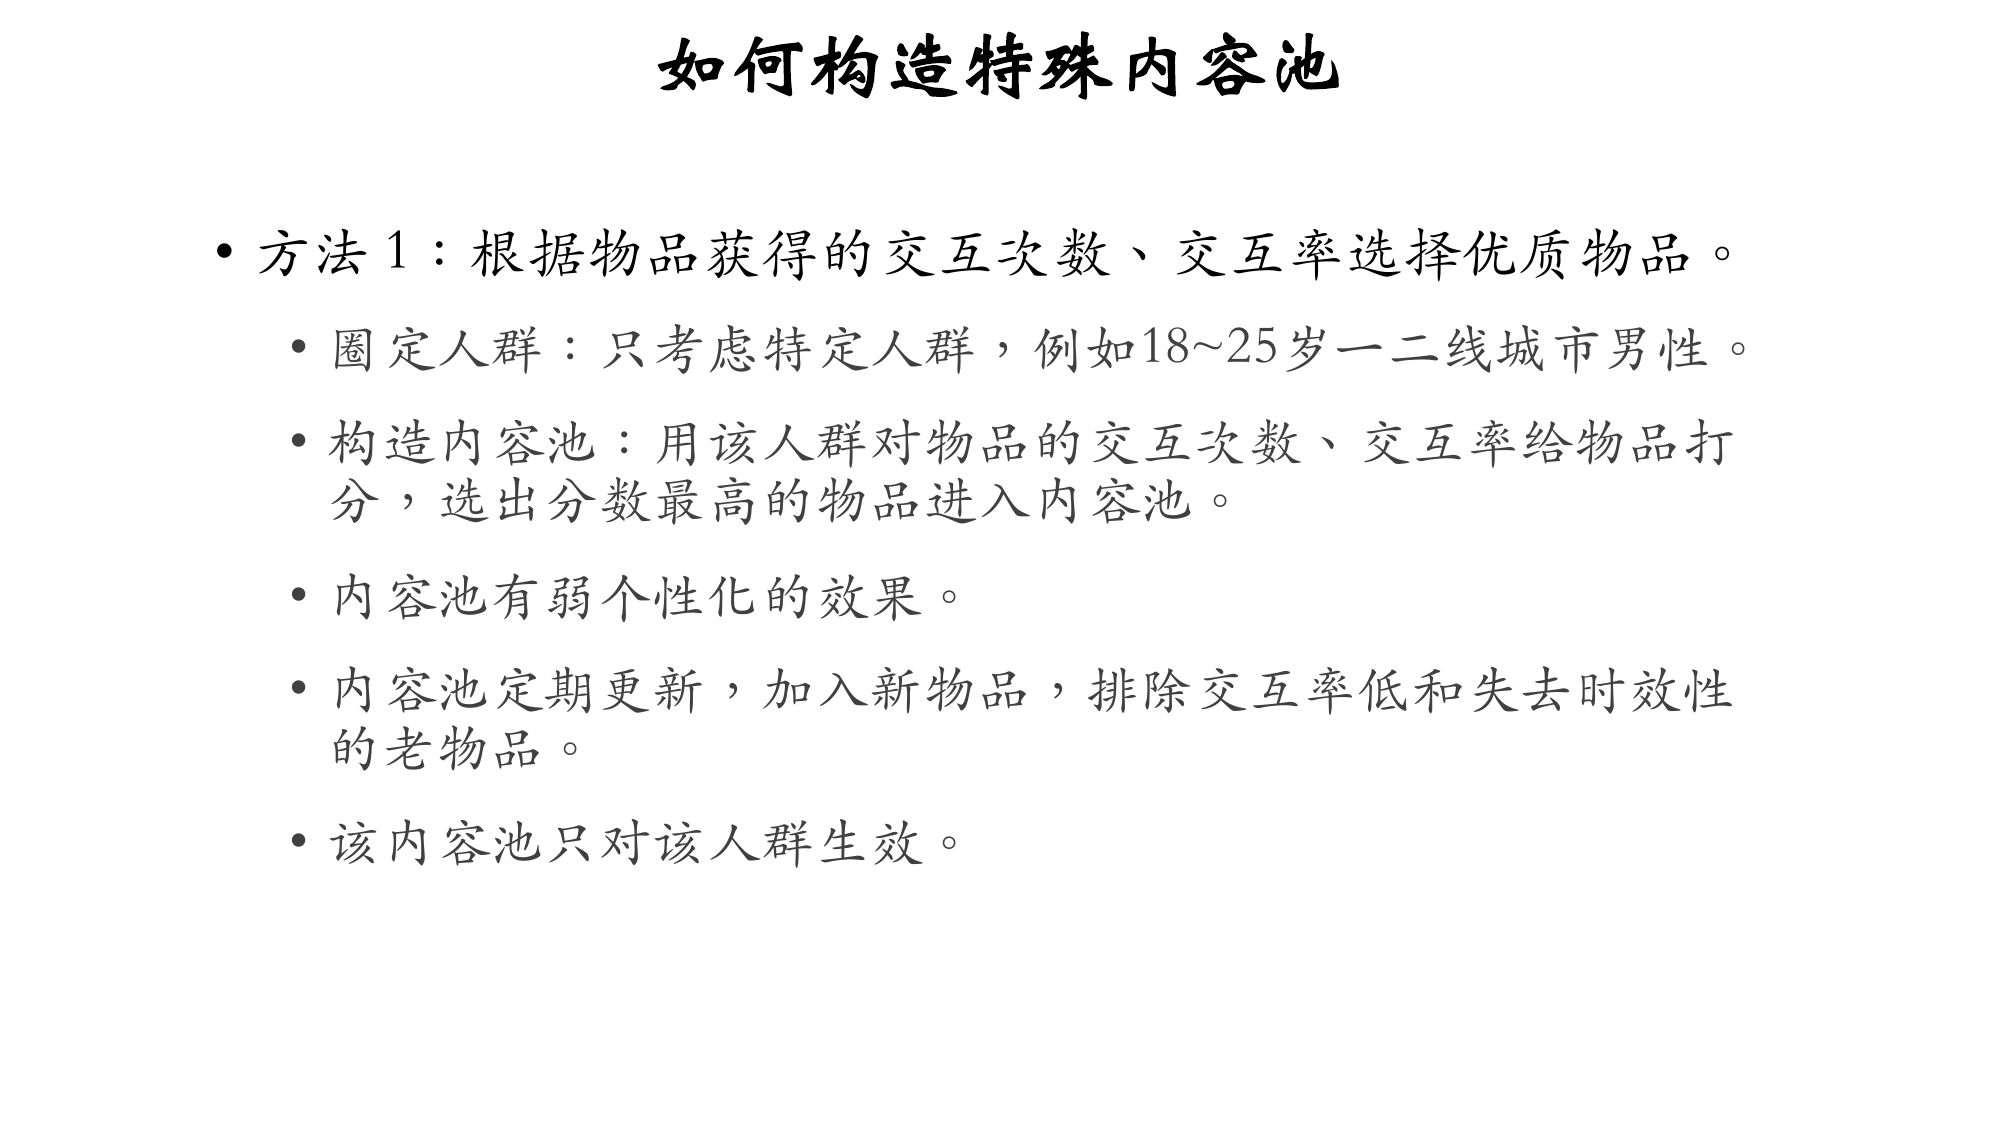 如何构造特殊内容池
• 方法1：根据物品获得的交互次数、交互率选择优质物品。
• 圈定人群：只考虑特定人群，例如18~25岁一二线城市男性。
• 构造内容池：用该人群对物品的交互次数、交互率给物品打
分，选出分数最高的物品进入内容池。
• 内容池有弱个性化的效果。
• 内容池定期更新，加入新物品，排除交互率低和失去时效性
的老物品。
• 该内容池只对该人群生效。